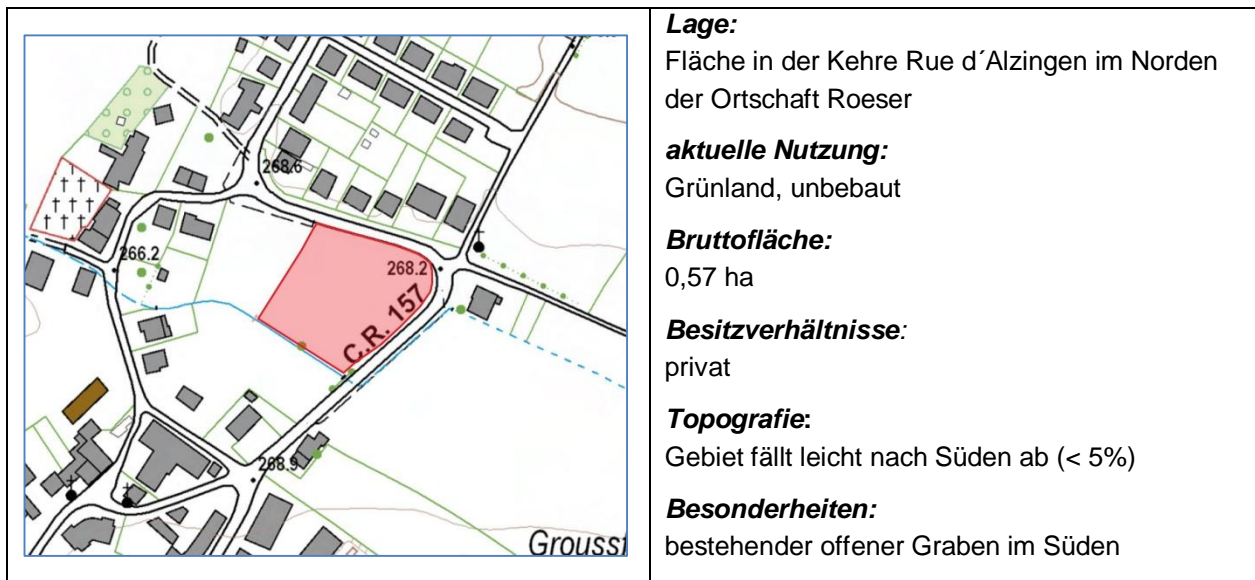 268.6
266.2
268.2
C.R. 157
268.9
Grousst
Lage:
Fläche in der Kehre Rue d´Alzingen im Norden
der Ortschaft Roeser
aktuelle Nutzung:
Grünland, unbebaut
Bruttofläche:
0,57 ha
Besitzverhältnisse:
privat
Topografie:
Gebiet fällt leicht nach Süden ab (< 5%)
Besonderheiten:
bestehender offener Graben im Süden